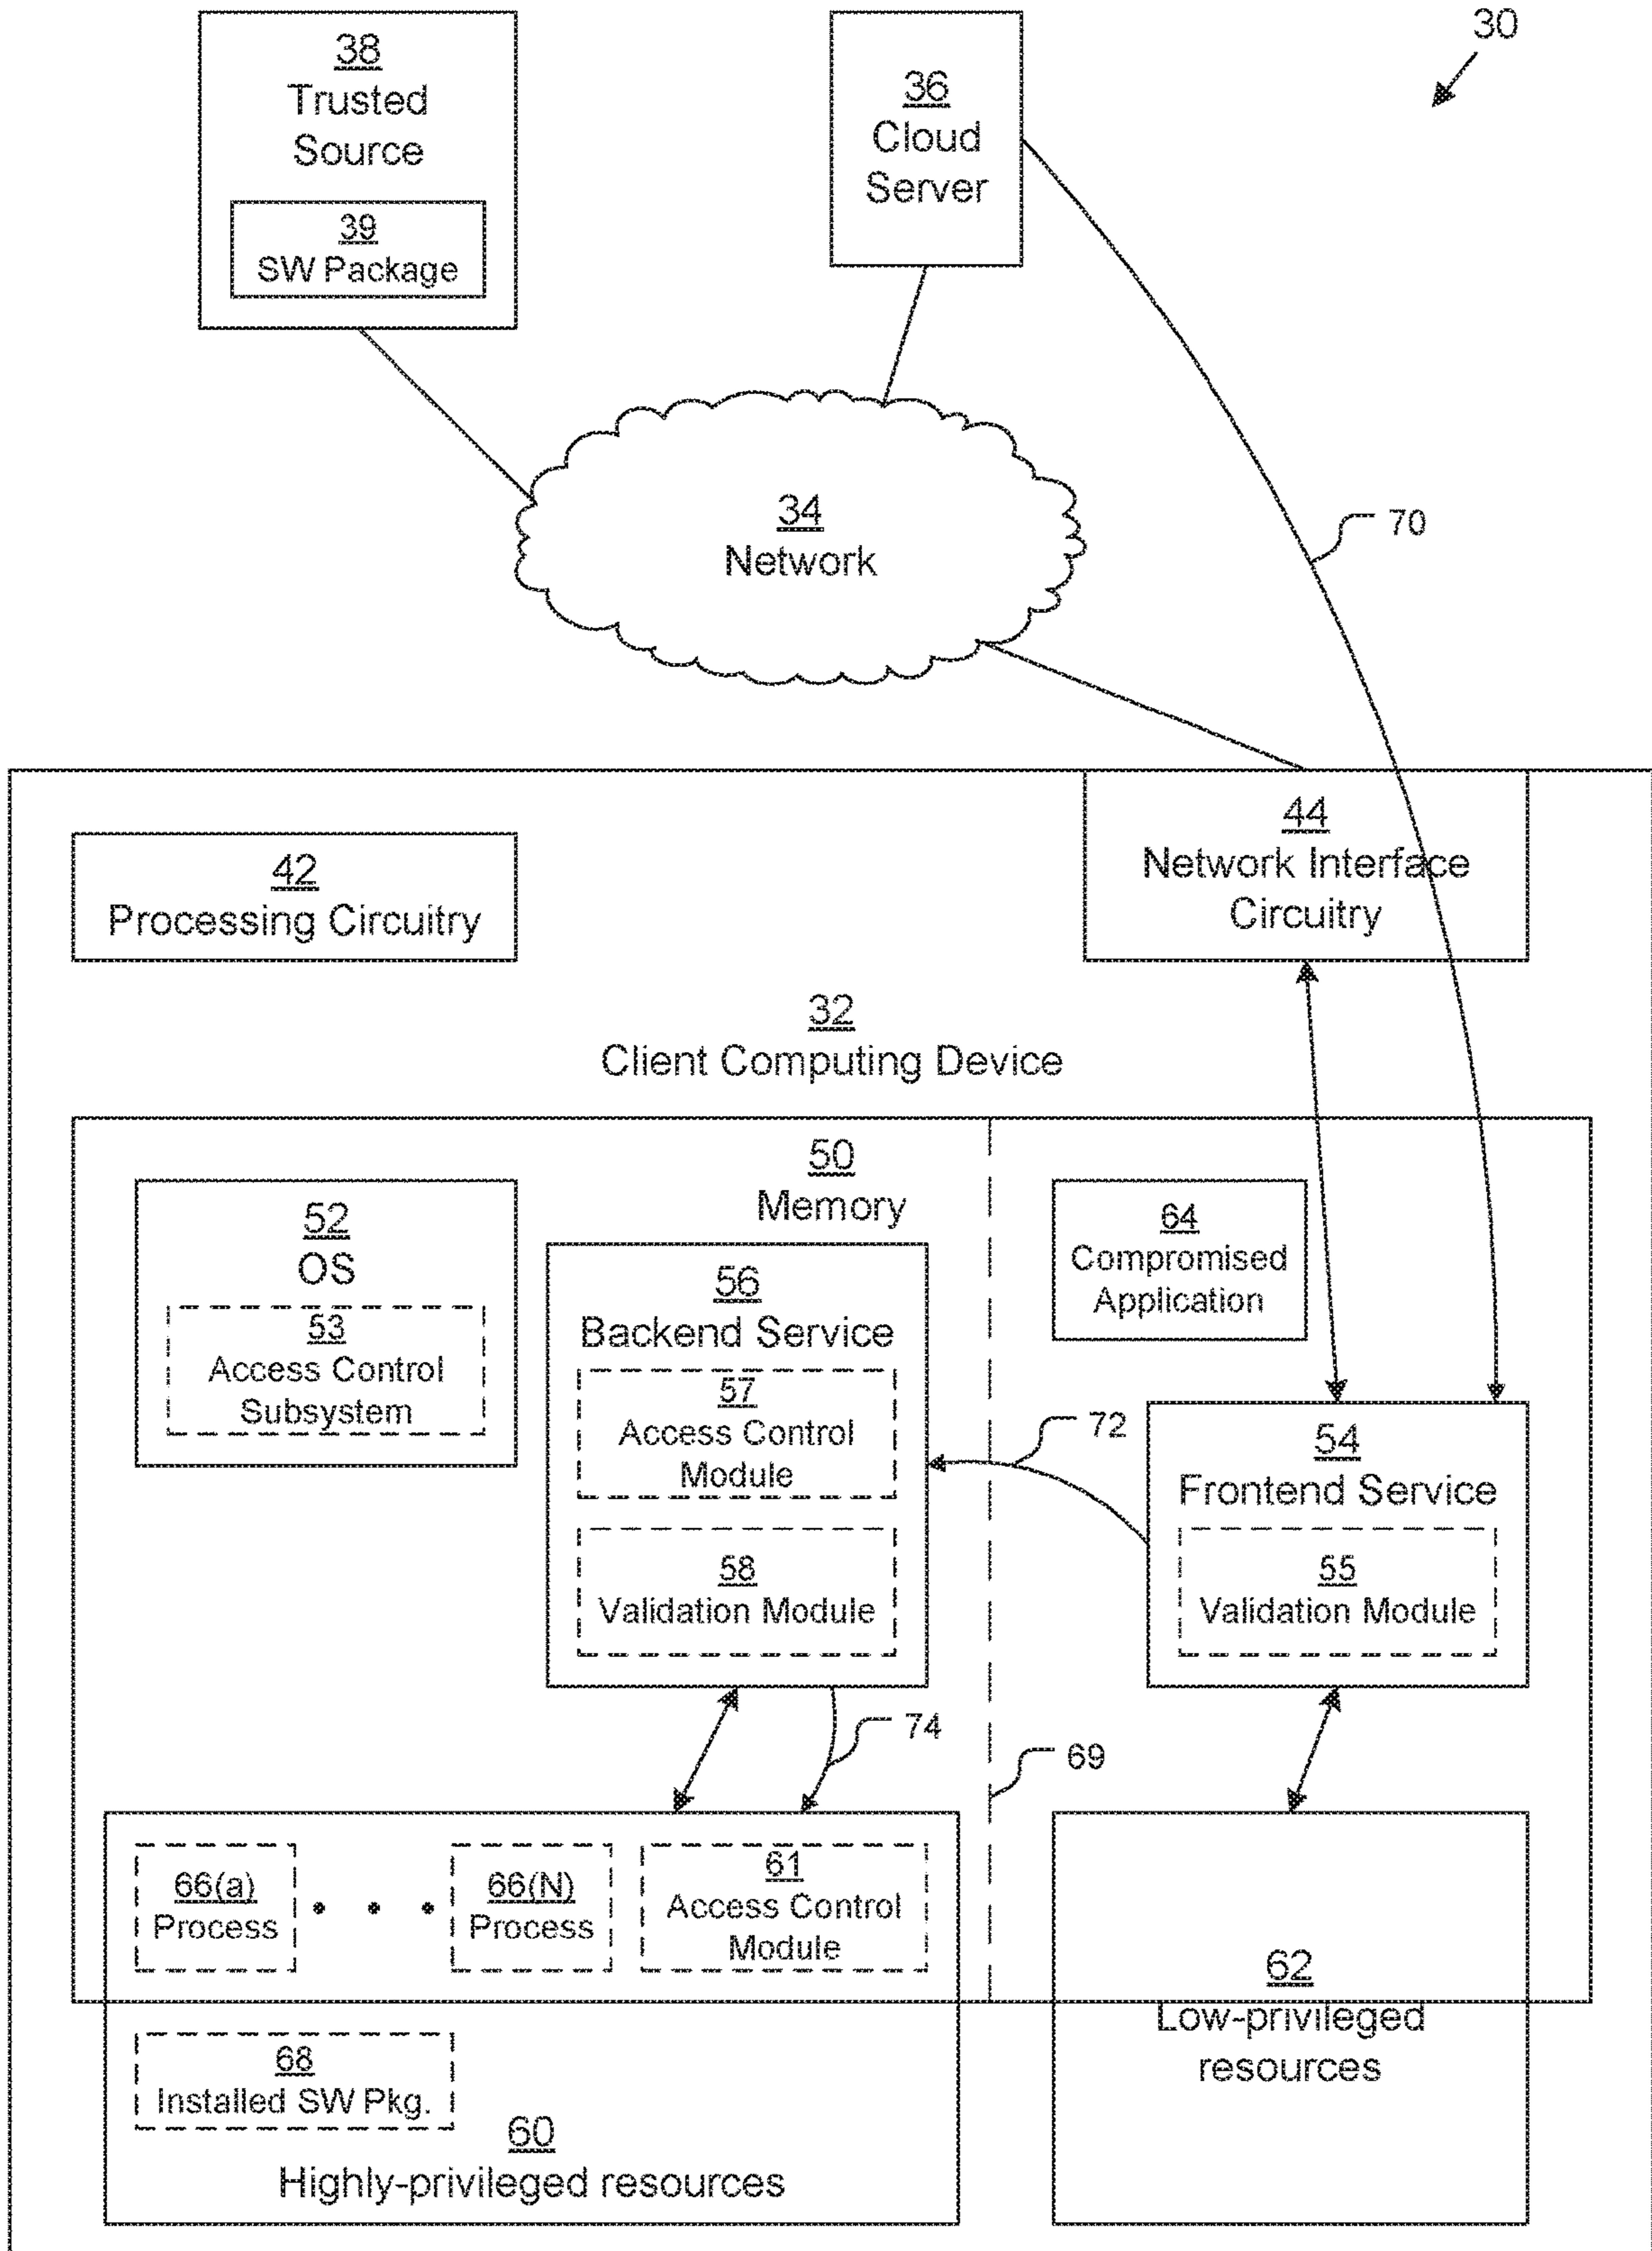 30
38
Trusted
Source
39
SW Package
36
Cloud
Server
34
Network
70
42
Processing Circuitry
44
Network Interface
Circuitry
32
Client Computing Device
50
Memory
52
OS
53
Access Control
Subsystem
56
Backend Service
57
Access Control
Module
58
Validation Module
64
Compromised
Application
72
54
Frontend Service
55
Validation Module
74
69
66(a)
Process
• • •
66(N)
Process
61
Access Control
Module
68
Installed SW Pkg.
60
Highly-privileged resources
62
Low-privileged
resources